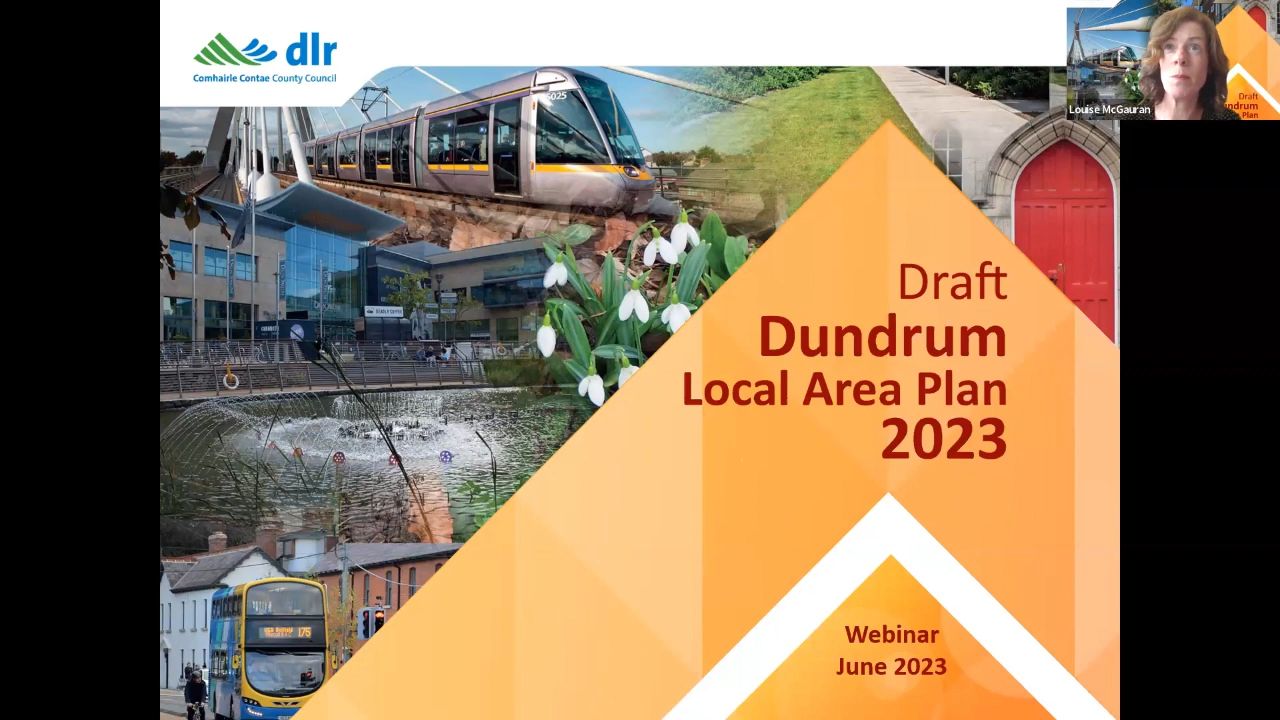 dlr
Comhairle Contae County Council
5025
Louise McGauran
Draft
Plan
Draft
Dundrum
Local Area Plan
2023
175
Webinar
June 2023